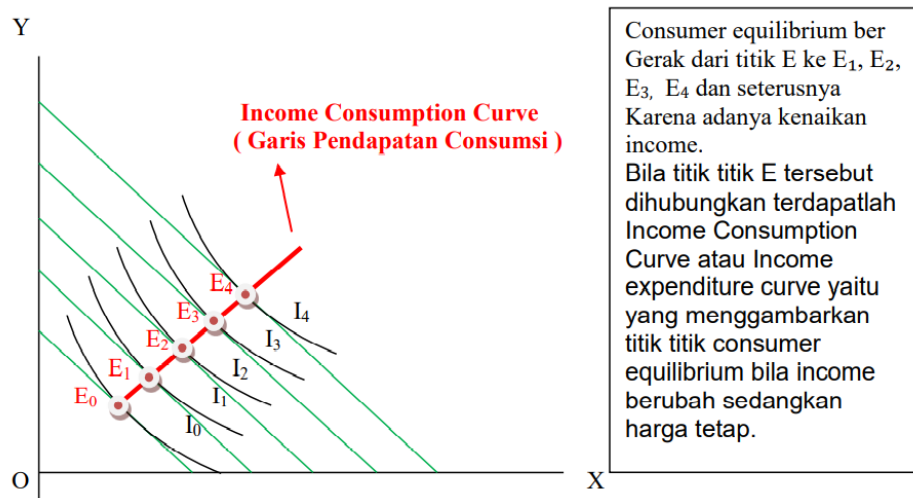 Y
Income Consumption Curve
( Garis Pendapatan Consumsi )
E₄
E₃
I₄
E₂
I₃
E₁
I₂
E₀
I₁
I₀
O
X
Consumer equilibrium ber
Gerak dari titik E ke E₁, E₂,
E₃, E₄ dan seterusnya
Karena adanya kenaikan
income.
Bila titik titik E tersebut
dihubungkan terdapatlah
Income Consumption
Curve atau Income
expenditure curve yaitu
yang menggambarkan
titik titik consumer
equilibrium bila income
berubah sedangkan
harga tetap.